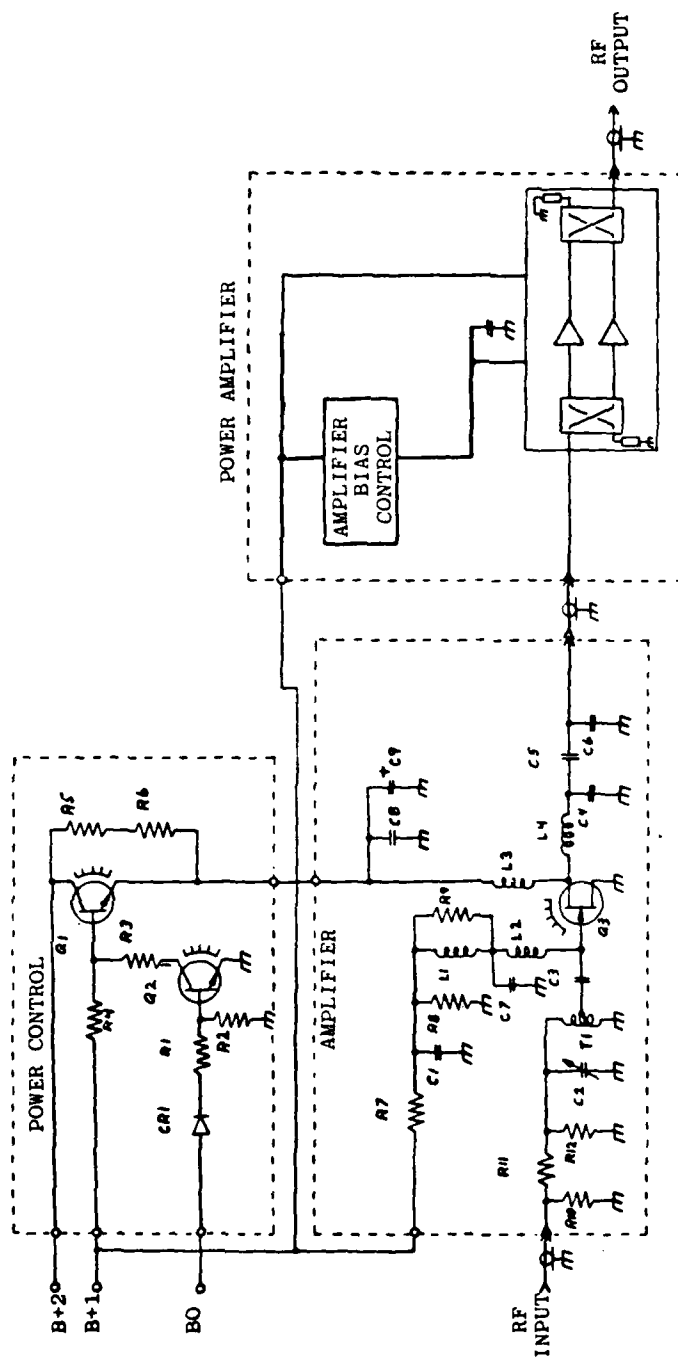 POWER CONTROL
B+2
B+1
BO
R5
R6
Q1
R3
R4
Q2
R1
R2
CR1
AMPLIFIER
C8
C9
L3
R9
L1
L2
R7
R8
C1
C7
C3
L4
C4
C5
C6
Q3
T1
C2
R11
R12
R10
RF
INPUT
POWER AMPLIFIER
AMPLIFIER
BIAS
CONTROL
RF
OUTPUT